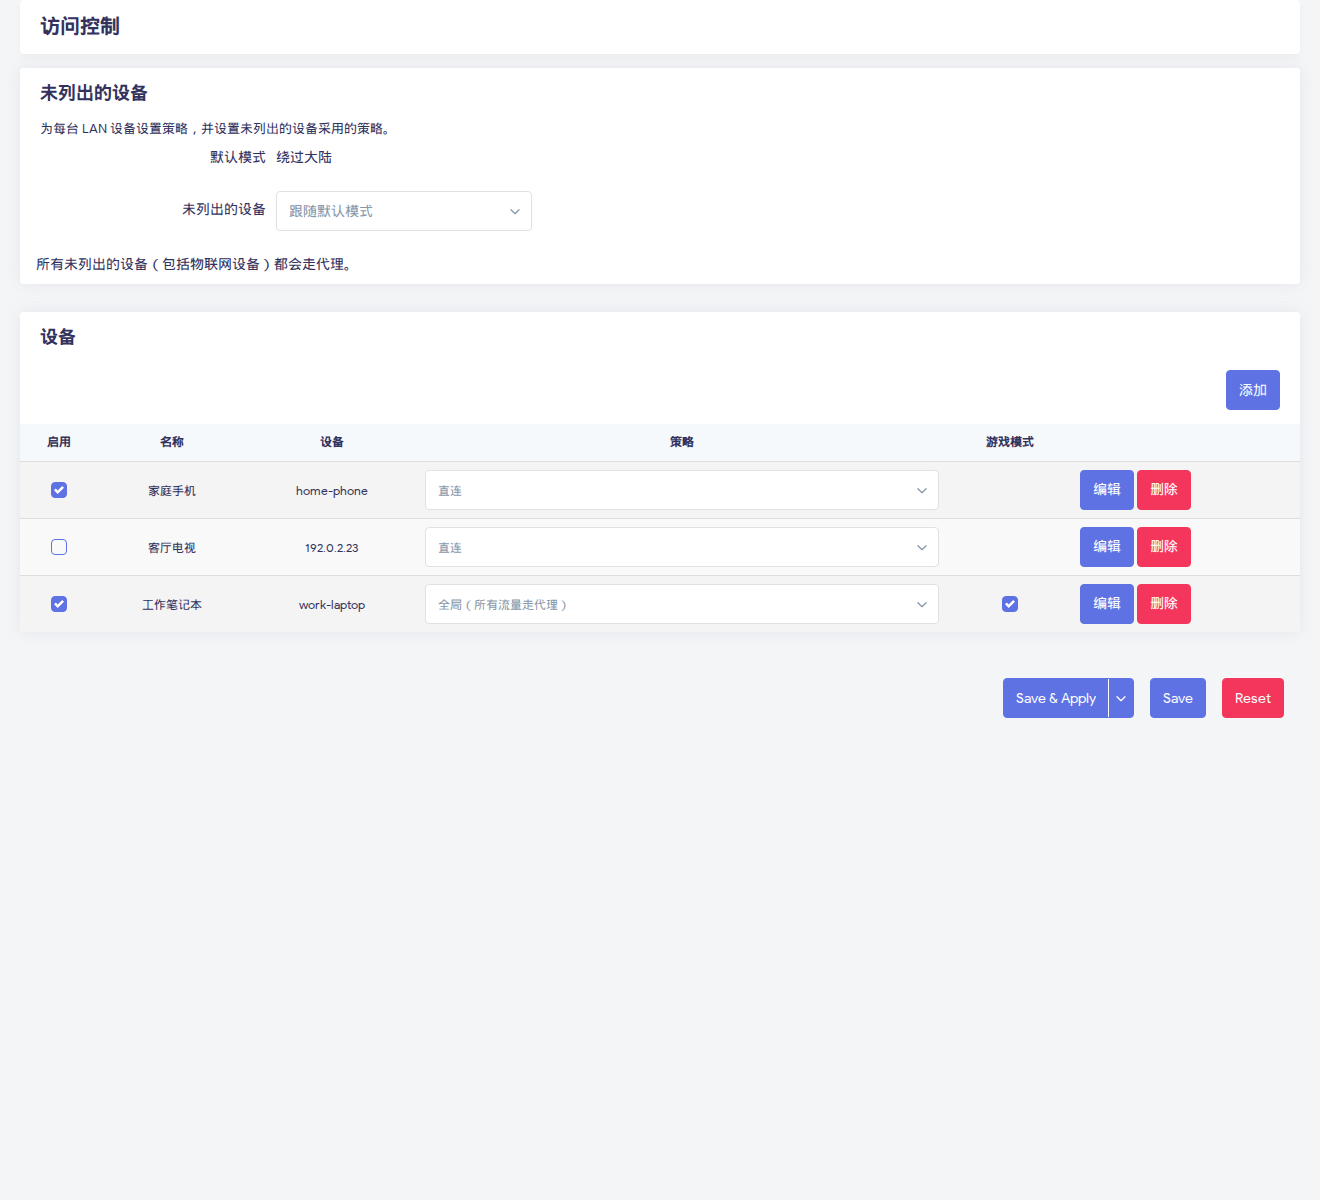 访问控制
未列出的设备
为每台 LAN 设备设置策略，并设置未列出的设备采用的策略。
默认模式 绕过大陆
未列出的设备 跟随默认模式
所有未列出的设备（包括物联网设备）都会走代理。
设备
添加
启用 名称 设备 策略 游戏模式
家庭手机 home-phone 直连 编辑 删除
客厅电视 192.0.2.23 直连 编辑 删除
工作笔记本 work-laptop 全局（所有流量走代理） 编辑 删除
Save & Apply Save Reset